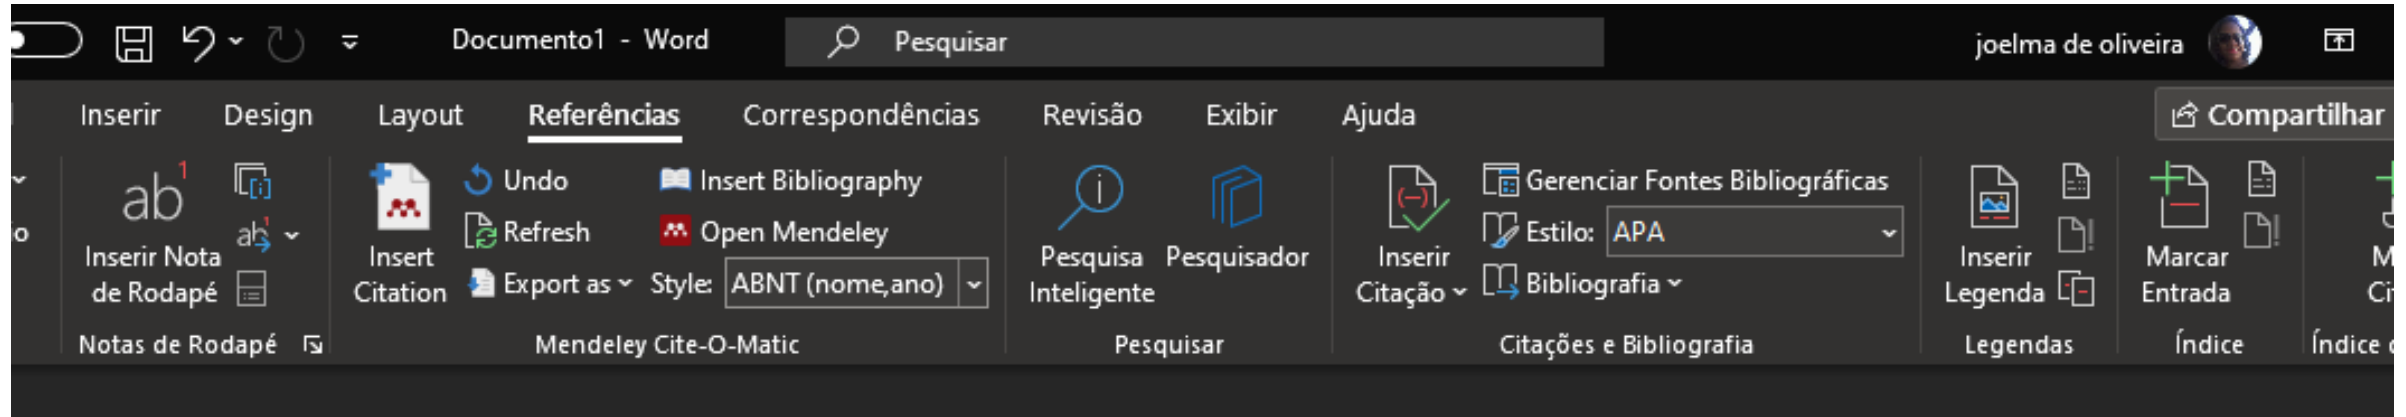 Documento1 - Word
Pesquisar
joelma de oliveira
Inserir Design Layout Referências Correspondências Revisão Exibir Ajuda
Compartilhar
ab1
Inserir Nota
de Rodapé
Notas de Rodapé
Insert
Citation
Undo
Refresh
Export as
Insert Bibliography
Open Mendeley
Style: ABNT (nome,ano)
Mendeley Cite-O-Matic
Pesquisa
Inteligente
Pesquisador
Pesquisar
Inserir
Citação
Gerenciar Fontes Bibliográficas
Estilo: APA
Bibliografia
Citações e Bibliografia
Inserir
Legenda
Legendas
Marcar
Entrada
Índice
Índice